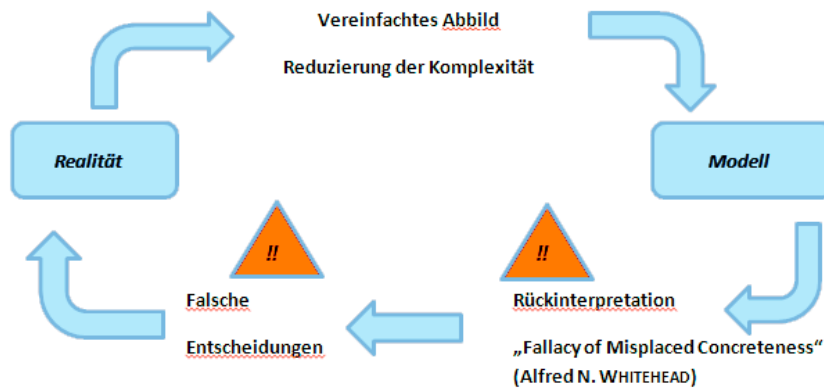 Vereinfachtes Abbild
Reduzierung der Komplexität
Realität
Modell
!!
!!
Falsche
Entscheidungen
Rückinterpretation
„Fallacy of Misplaced Concreteness“
(Alfred N. WHITEHEAD)